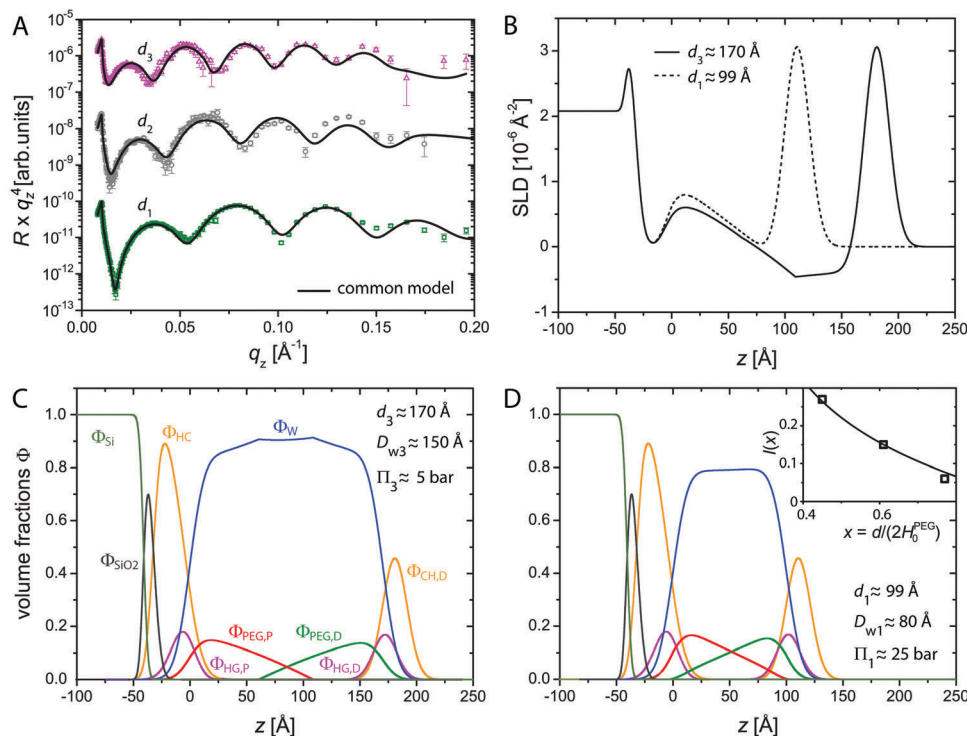 A
R x q_z^4 [arb.units]
10^-5
10^-6
10^-7
10^-8
10^-9
10^-10
10^-11
10^-12
10^-13
d_3
d_2
d_1
common model
0.00 0.05 0.10 0.15 0.20
q_z [Å^-1]
B
SLD [10^-6 Å^-2]
3
2
1
0
-1
d_3 ≈ 170 Å
d_1 ≈ 99 Å
-100 -50 0 50 100 150 200 250
z [Å]
C
volume fractions Φ
1.0
0.8
0.6
0.4
0.2
0.0
Φ_Si
Φ_HC
Φ_W
d_3 ≈ 170 Å
D_w3 ≈ 150 Å
Π_3 ≈ 5 bar
Φ_SiO2
Φ_CH,D
Φ_PEG,P
Φ_PEG,D
Φ_HG,P
Φ_HG,D
-100 -50 0 50 100 150 200 250
z [Å]
D
1.0
0.8
0.6
0.4
0.2
0.0
I(x)
0.1
0
0.4 0.6
x = d/(2H_0^PEG)
d_1 ≈ 99 Å
D_w1 ≈ 80 Å
Π_1 ≈ 25 bar
-100 -50 0 50 100 150 200 250
z [Å]